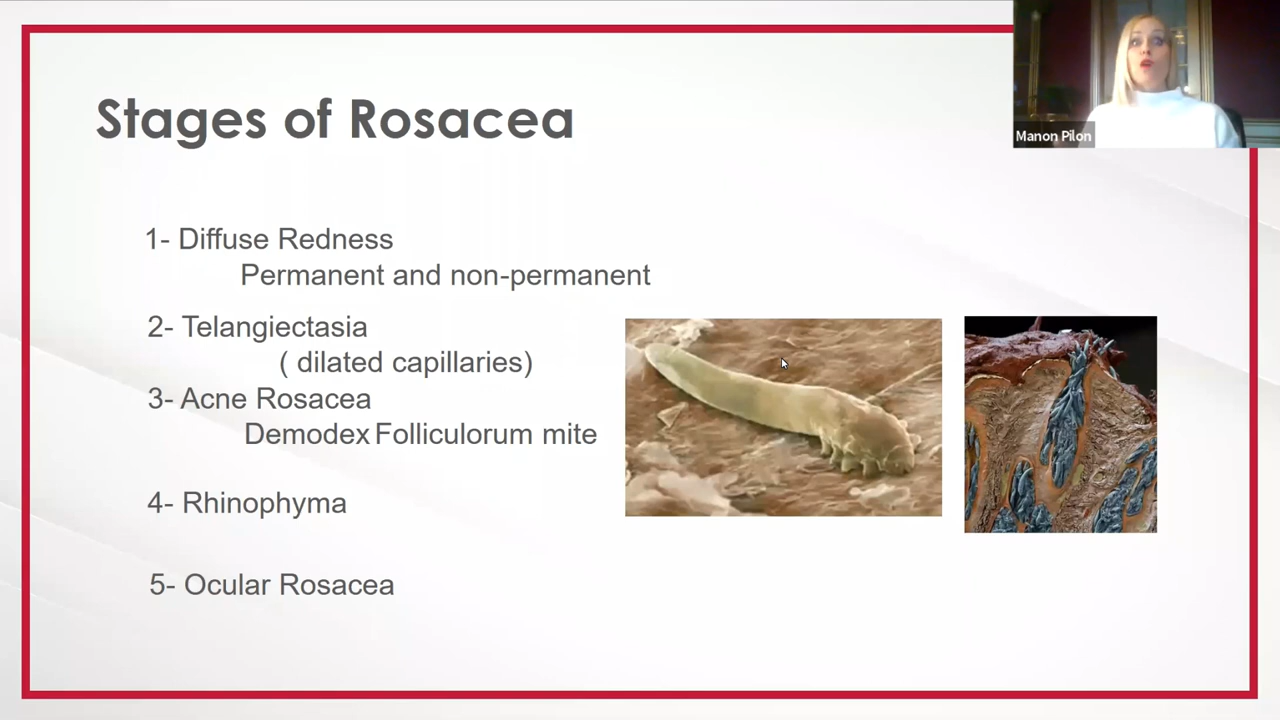 Stages of Rosacea
Manon Pilon
1- Diffuse Redness
Permanent and non-permanent
2- Telangiectasia
( dilated capillaries)
3- Acne Rosacea
Demodex Folliculorum mite
4- Rhinophyma
5- Ocular Rosacea